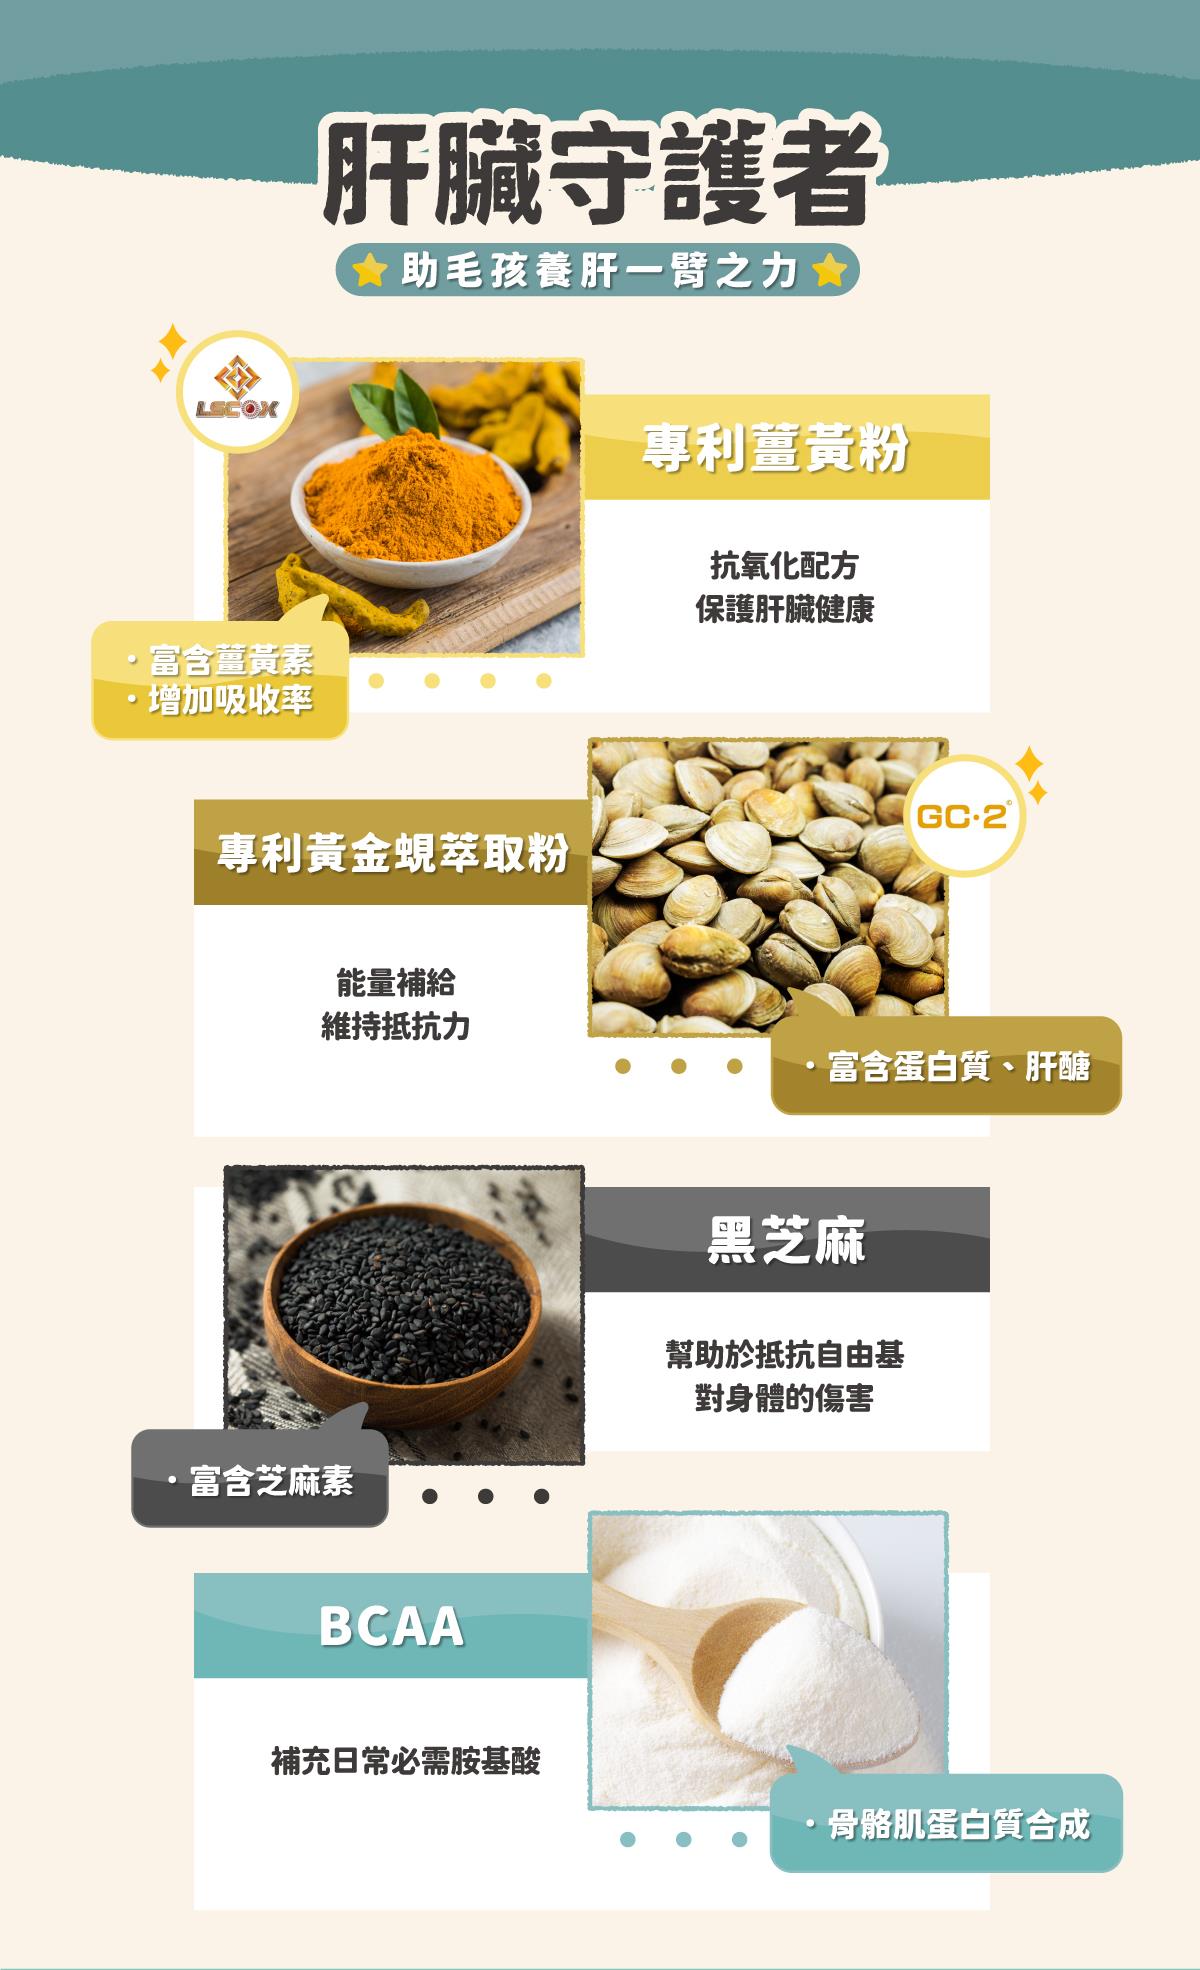 肝臟守護者
助毛孩養肝一臂之力
LSCOX
專利薑黃粉
抗氧化配方
保護肝臟健康
·富含薑黃素
·增加吸收率
GC·2©
專利黃金蜆萃取粉
能量補給
維持抵抗力
·富含蛋白質、肝醣
黑芝麻
幫助於抵抗自由基
對身體的傷害
·富含芝麻素
BCAA
補充日常必需胺基酸
·骨骼肌蛋白質合成